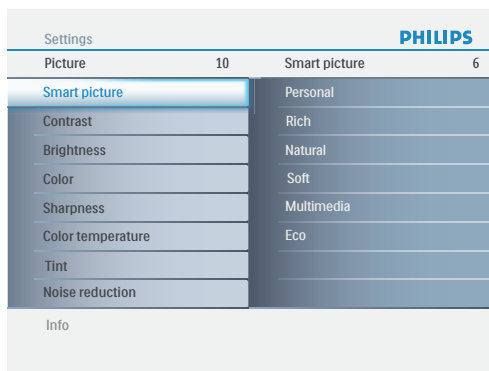 Settings
PHILIPS
Picture 10
Smart picture 6
Smart picture
Contrast
Brightness
Color
Sharpness
Color temperature
Tint
Noise reduction
Personal
Rich
Natural
Soft
Multimedia
Eco
Info